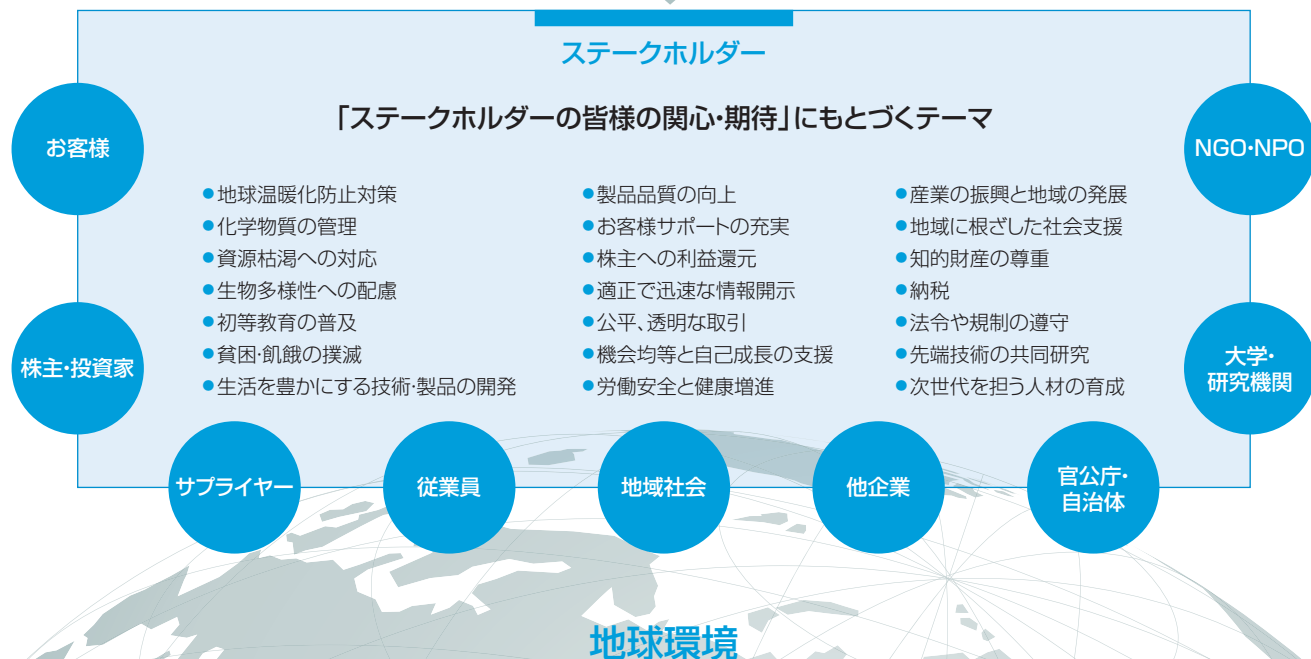 ステークホルダー
「ステークホルダーの皆様の関心・期待」にもとづくテーマ
お客様
NGO・NPO
株主・投資家
大学・
研究機関
●地球温暖化防止対策
●化学物質の管理
●資源枯渇への対応
●生物多様性への配慮
●初等教育の普及
●貧困・飢餓の撲滅
●生活を豊かにする技術・製品の開発
●製品品質の向上
●お客様サポートの充実
●株主への利益還元
●適正で迅速な情報開示
●公平、透明な取引
●機会均等と自己成長の支援
●労働安全と健康増進
●産業の振興と地域の発展
●地域に根ざした社会支援
●知的財産の尊重
●納税
●法令や規制の遵守
●先端技術の共同研究
●次世代を担う人材の育成
サプライヤー
従業員
地域社会
他企業
官公庁・
自治体
地球環境